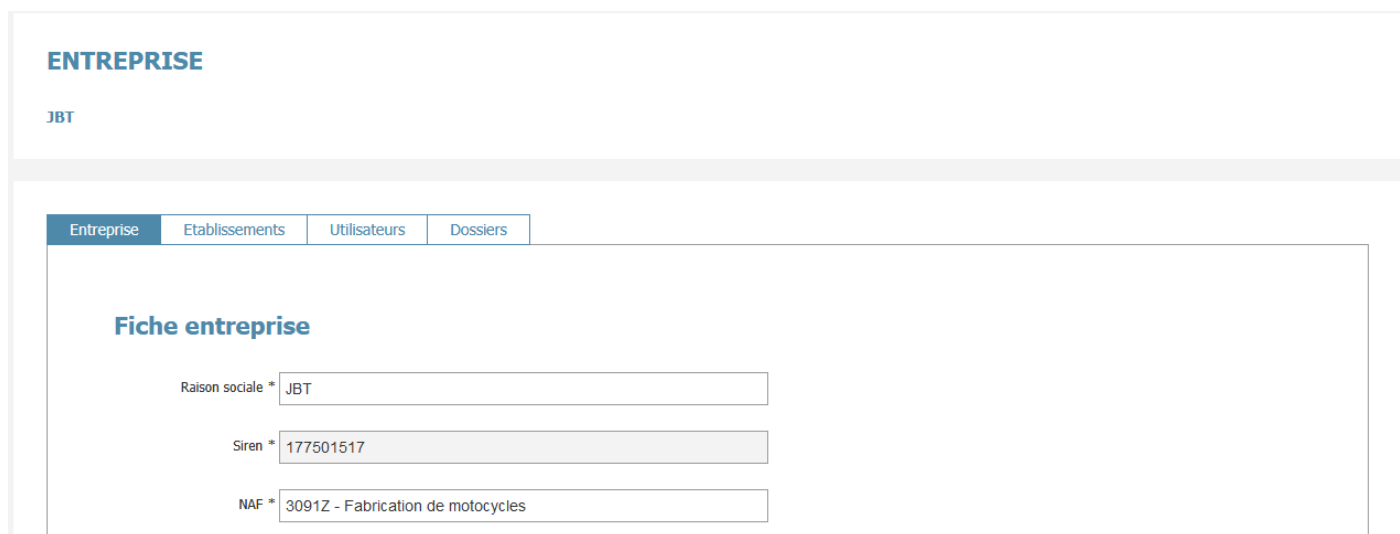 ENTREPRISE
JBT
Entreprise Etablissements Utilisateurs Dossiers
Fiche entreprise
Raison sociale * JBT
Siren * 177501517
NAF * 3091Z - Fabrication de motocycles